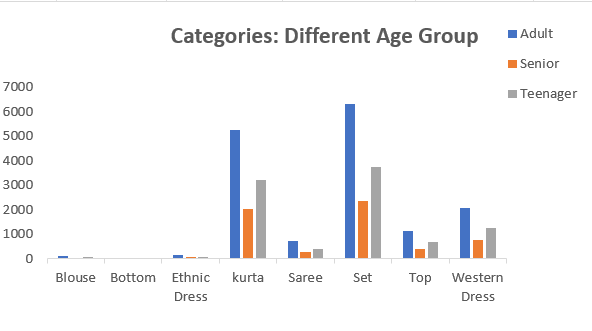 Categories: Different Age Group
Adult
Senior
Teenager
7000
6000
5000
4000
3000
2000
1000
0
Blouse
Bottom
Ethnic
Dress
kurta
Saree
Set
Top
Western
Dress